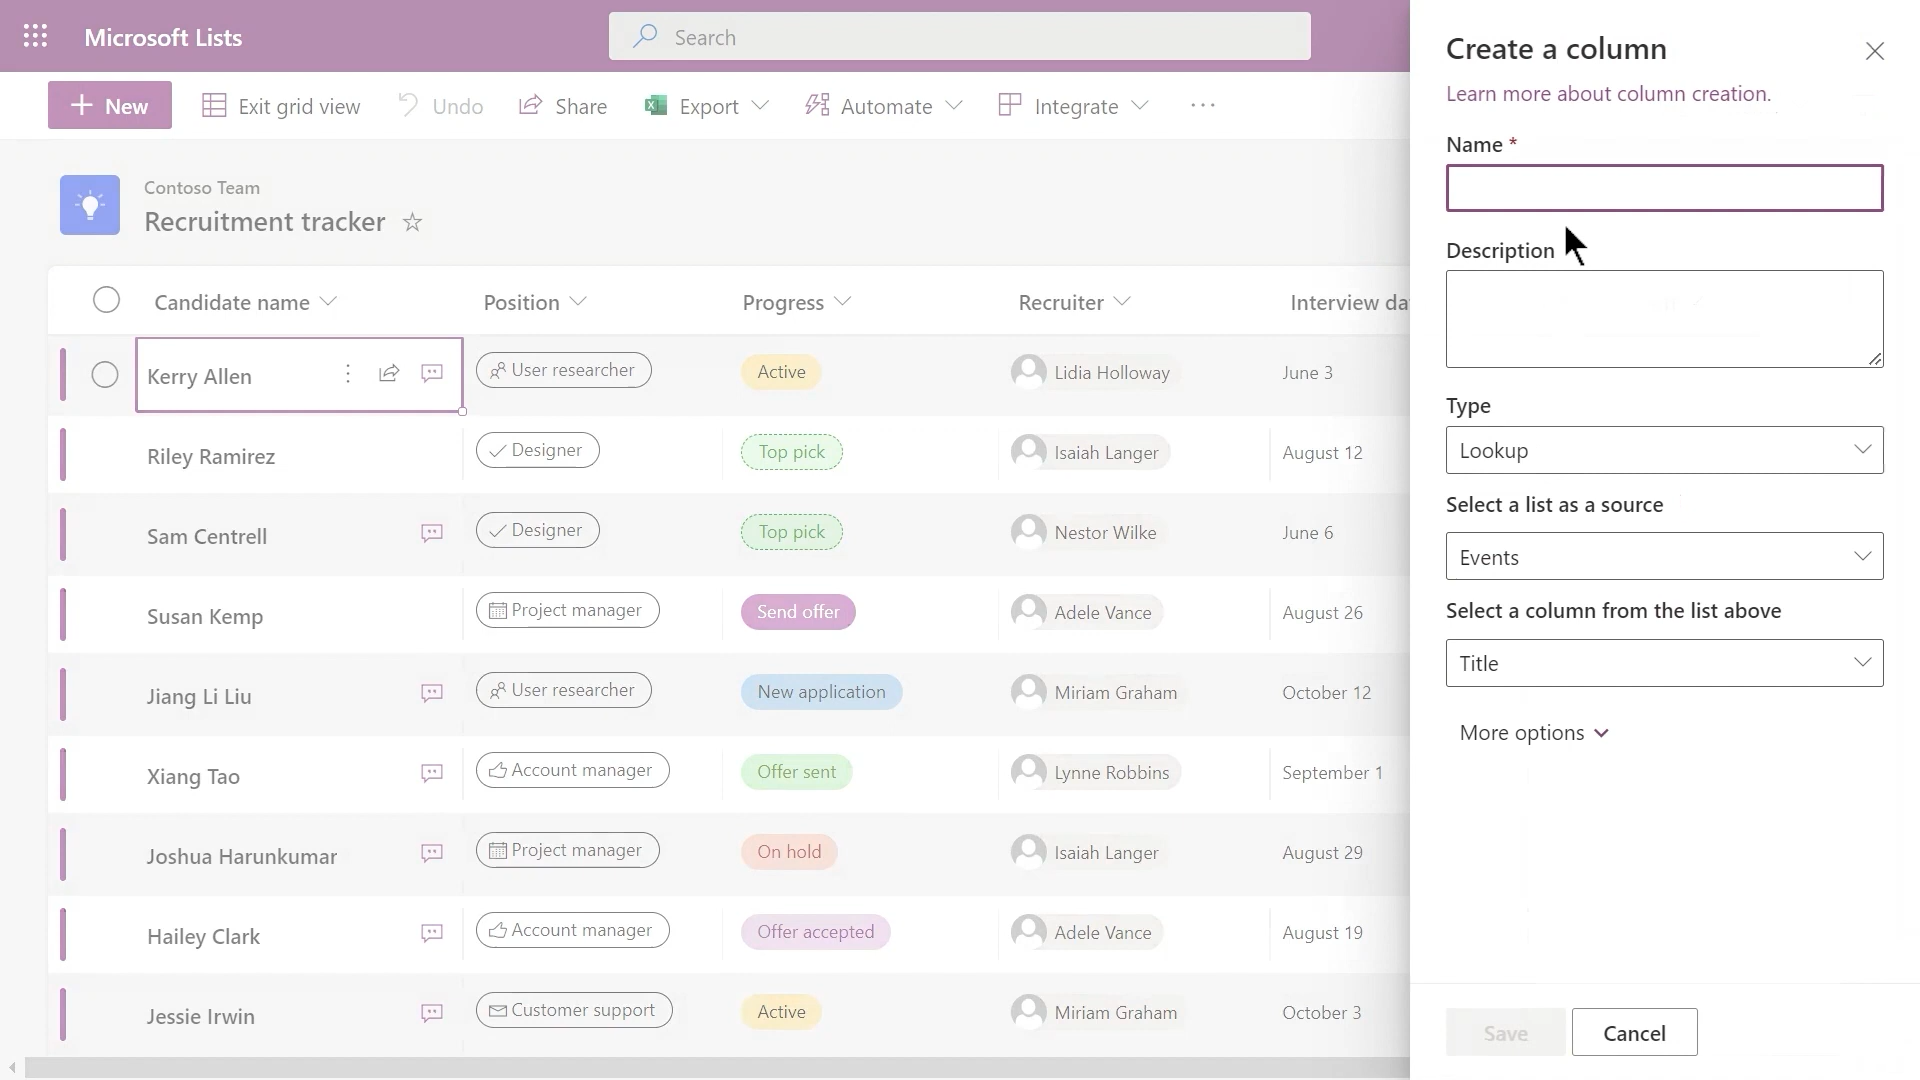 Microsoft Lists
Search
New
Exit grid view
Undo
Share
Export
Automate
Integrate
Contoso Team
Recruitment tracker
Candidate name
Position
Progress
Recruiter
Interview da
Kerry Allen
User researcher
Active
Lidia Holloway
June 3
Riley Ramirez
Designer
Top pick
Isaiah Langer
August 12
Sam Centrell
Designer
Top pick
Nestor Wilke
June 6
Susan Kemp
Project manager
Send offer
Adele Vance
August 26
Jiang Li Liu
User researcher
New application
Miriam Graham
October 12
Xiang Tao
Account manager
Offer sent
Lynne Robbins
September 1
Joshua Harunkumar
Project manager
On hold
Isaiah Langer
August 29
Hailey Clark
Account manager
Offer accepted
Adele Vance
August 19
Jessie Irwin
Customer support
Active
Miriam Graham
October 3
Create a column
Learn more about column creation.
Name *
Description
Type
Lookup
Select a list as a source
Events
Select a column from the list above
Title
More options
Save
Cancel